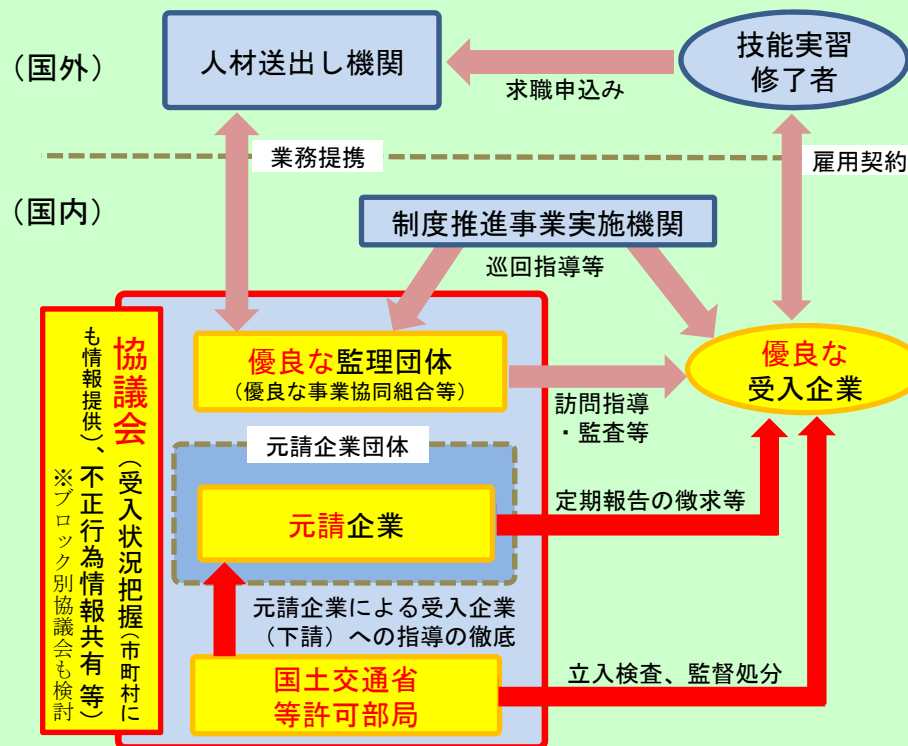 （国外）
人材送出し機関
技能実習
修了者
求職申込み
業務提携
雇用契約
（国内）
制度推進事業実施機関
巡回指導等
協議会（受入状況把握（市町村に
も情報提供）、不正行為情報共有 等）
※ブロック別協議会も検討
優良な監理団体
（優良な事業協同組合等）
優良な
受入企業
訪問指導
・監査等
元請企業団体
元請企業
定期報告の徴求等
元請企業による受入企業
（下請）への指導の徹底
国土交通省
等許可部局
立入検査、監督処分